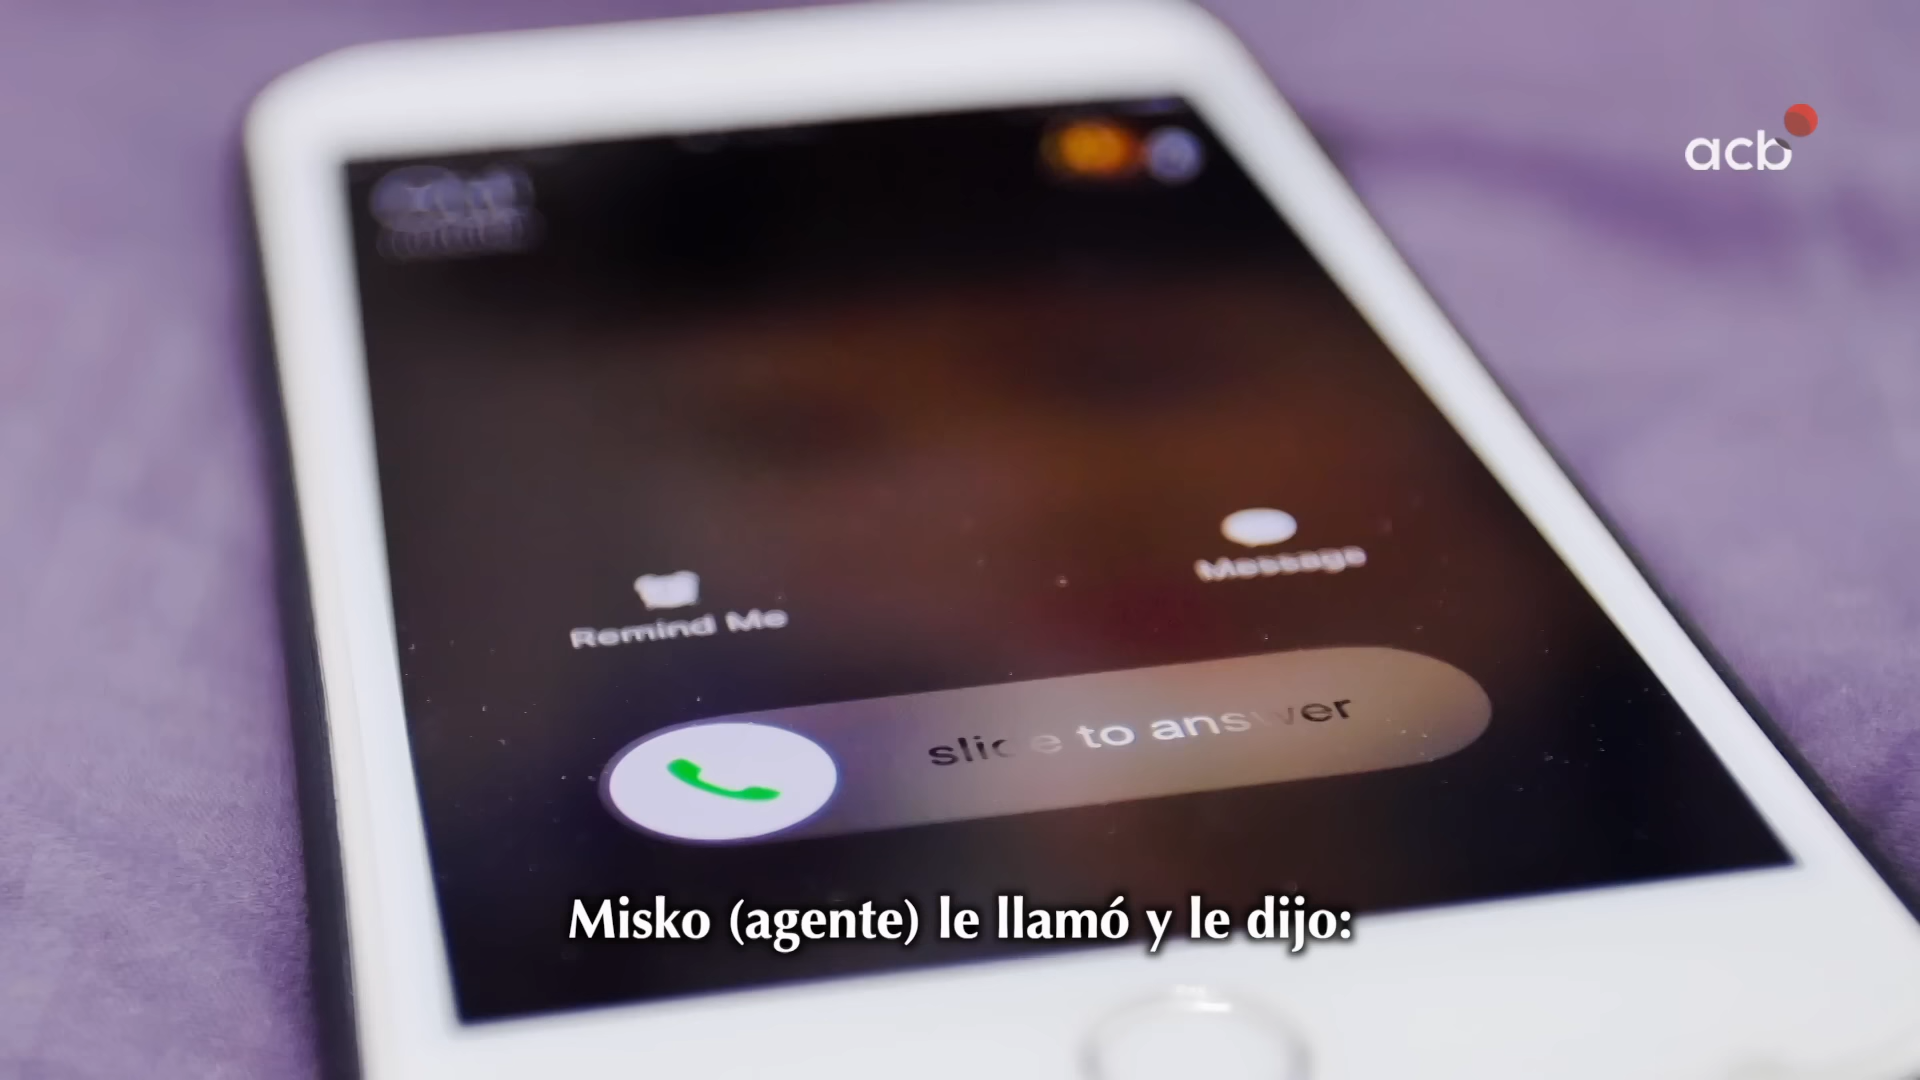 acb
Message
Remind Me
slide to answer
Misko (agente) le llamó y le dijo: